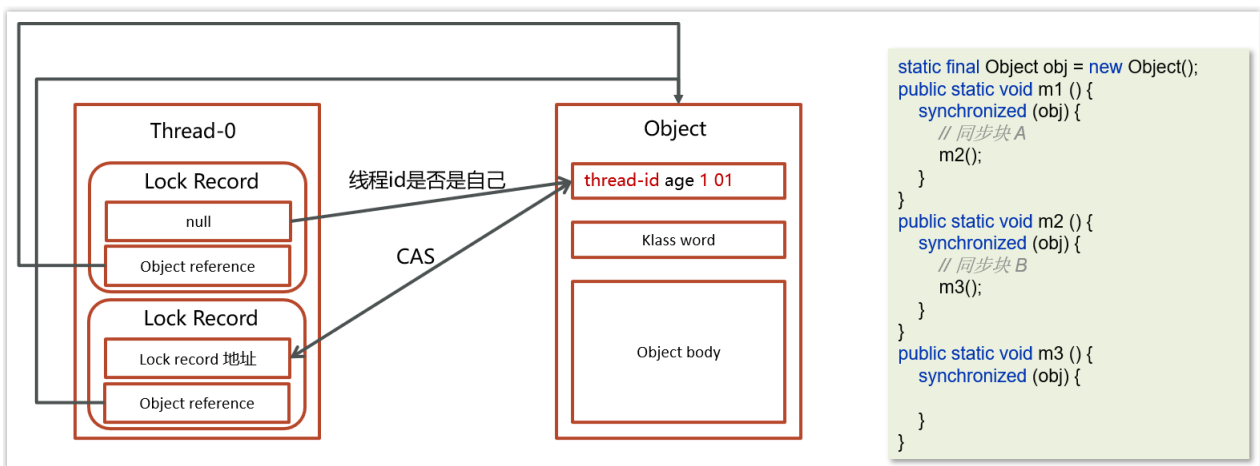 Thread-0
Lock Record
null
Object reference
Lock Record
Lock record 地址
Object reference
线程id是否是自己
CAS
Object
thread-id age 1 01
Klass word
Object body
static final Object obj = new Object();
public static void m1 () {
synchronized (obj) {
// 同步块 A
m2();
}
}
public static void m2 () {
synchronized (obj) {
// 同步块 B
m3();
}
}
public static void m3 () {
synchronized (obj) {
}
}